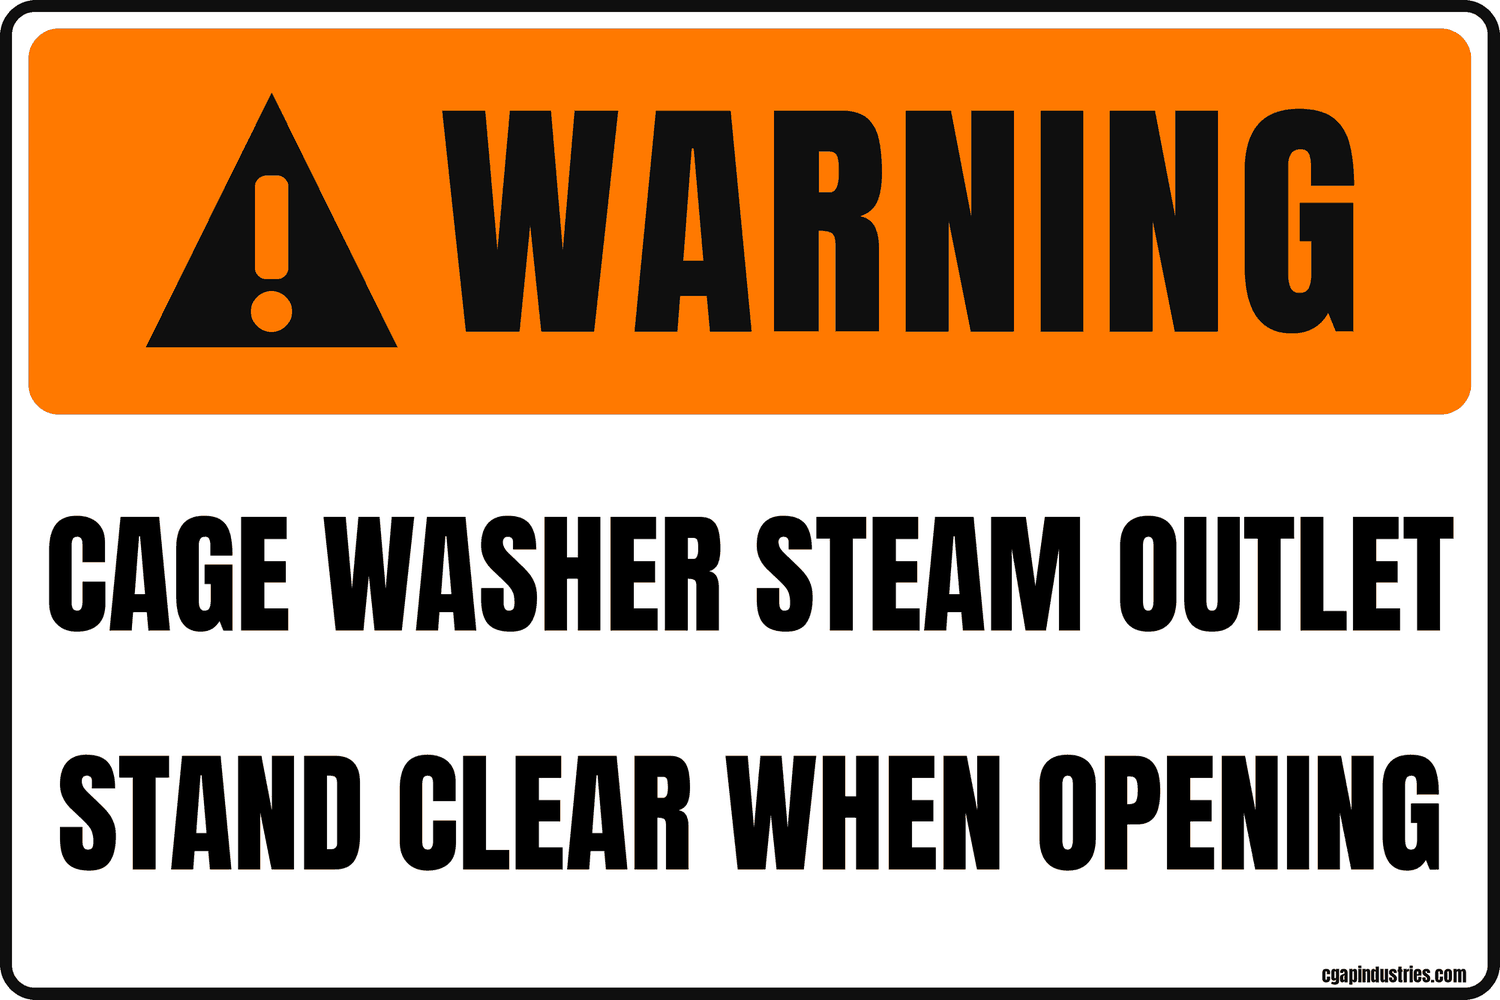 WARNING
CAGE WASHER STEAM OUTLET
STAND CLEAR WHEN OPENING
cgapindustries.com